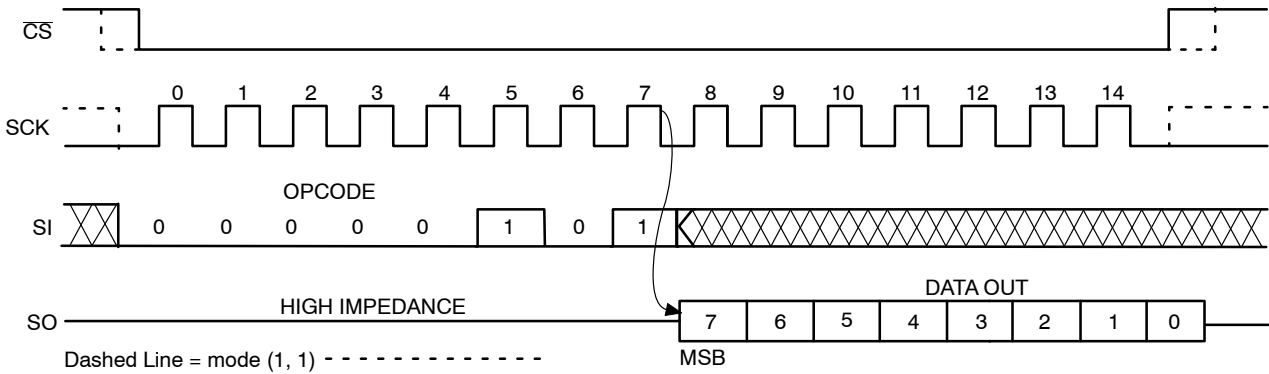 CS
0 1 2 3 4 5 6 7 8 9 10 11 12 13 14
SCK
OPCODE
SI 0 0 0 0 0 1 0 1
DATA OUT
HIGH IMPEDANCE
SO 7 6 5 4 3 2 1 0
Dashed Line = mode (1, 1) MSB